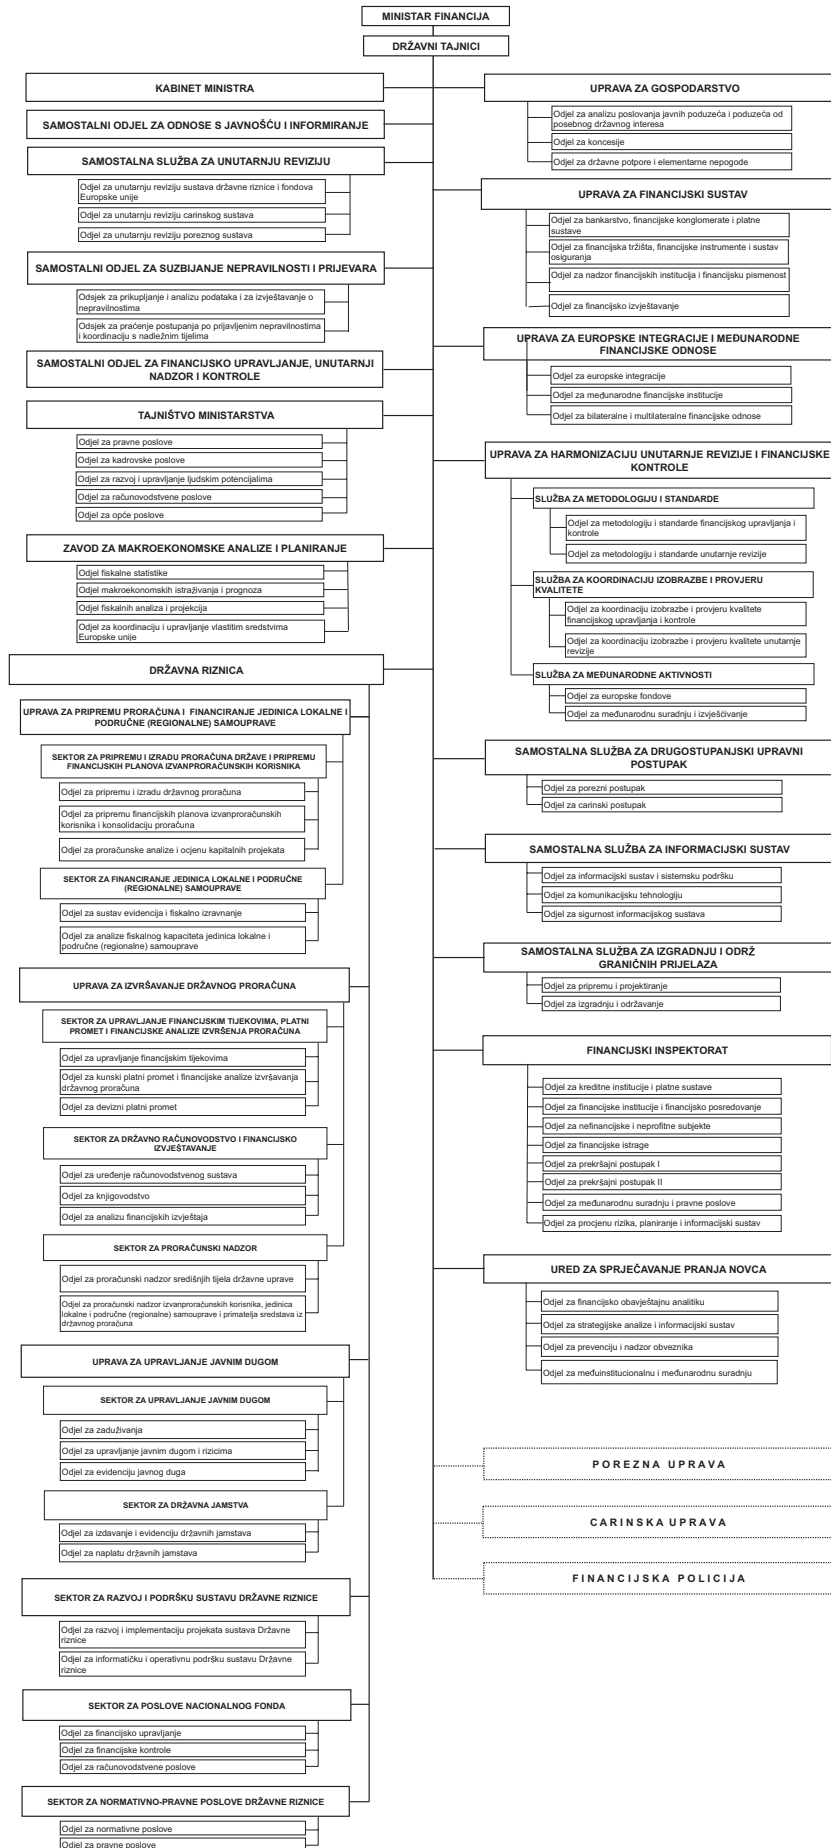 MINISTAR FINANCIJA
DRŽAVNI TAJNICI
KABINET MINISTRA
SAMOSTALNI ODJEL ZA ODNOSE S JAVNOŠĆU I INFORMIRANJE
SAMOSTALNA SLUŽBA ZA UNUTARNJU REVIZIJU
Odjel za unutarnju reviziju sustava državne riznice i fondova
Europske unije
Odjel za unutarnju reviziju carinskog sustava
Odjel za unutarnju reviziju poreznog sustava
SAMOSTALNI ODJEL ZA SUZBIJANJE NEPRAVILNOSTI I PRIJEVARA
Odsjek za prikupljanje i analizu podataka i za izvještavanje o
nepravilnostima
Odsjek za praćenje postupanja po prijavljenim nepravilnostima
i koordinaciju s nadležnim tijelima
SAMOSTALNI ODJEL ZA FINANCIJSKO UPRAVLJANJE, UNUTARNJI
NADZOR I KONTROLE
TAJNIŠTVO MINISTARSTVA
Odjel za pravne poslove
Odjel za kadrovske poslove
Odjel za razvoj i upravljanje ljudskim potencijalima
Odjel za računovodstvene poslove
Odjel za opće poslove
ZAVOD ZA MAKROEKONOMSKE ANALIZE I PLANIRANJE
Odjel fiskalne statistike
Odjel makroekonomskih istraživanja i prognoza
Odjel fiskalnih analiza i projekcija
Odjel za koordinaciju i upravljanje vlastitim sredstvima
Europske unije
DRŽAVNA RIZNICA
UPRAVA ZA PRIPREMU PRORAČUNA I FINANCIRANJE JEDINICA LOKALNE I
PODRUČNE (REGIONALNE) SAMOUPRAVE
SEKTOR ZA PRIPREMU I IZRADU PRORAČUNA DRŽAVE I PRIPREMU
FINANCIJSKIH PLANOVA IZVANPRORAČUNSKIH KORISNIKA
Odjel za pripremu i izradu državnog proračuna
Odjel za pripremu financijskih planova izvanproračunskih
korisnika i konsolidaciju proračuna
Odjel za proračunske analize i ocjenu kapitalnih projekata
SEKTOR ZA FINANCIRANJE JEDINICA LOKALNE I PODRUČNE
(REGIONALNE) SAMOUPRAVE
Odjel za sustav evidencija i fiskalno izravnanje
Odjel za analize fiskalnog kapaciteta jedinica lokalne i
područne (regionalne) samouprave
UPRAVA ZA IZVRŠAVANJE DRŽAVNOG PRORAČUNA
SEKTOR ZA UPRAVLJANJE FINANCIJSKIM TIJEKOVIMA, PLATNI
PROMET I FINANCIJSKE ANALIZE IZVRŠENJA PRORAČUNA
Odjel za upravljanje financijskim tijekovima
Odjel za kunski platni promet i financijske analize izvršavanja
državnog proračuna
Odjel za devizni platni promet
SEKTOR ZA DRŽAVNO RAČUNOVODSTVO I FINANCIJSKO
IZVJEŠTAVANJE
Odjel za uređenje računovodstvenog sustava
Odjel za knjigovodstvo
Odjel za analizu financijskih izvještaja
SEKTOR ZA PRORAČUNSKI NADZOR
Odjel za proračunski nadzor središnjih tijela državne uprave
Odjel za proračunski nadzor izvanproračunskih korisnika, jedinica
lokalne i područne (regionalne) samouprave i primatelja sredstava iz
državnog proračuna
UPRAVA ZA UPRAVLJANJE JAVNIM DUGOM
SEKTOR ZA UPRAVLJANJE JAVNIM DUGOM
Odjel za zaduživanja
Odjel za upravljanje javnim dugom i rizicima
Odjel za evidenciju javnog duga
SEKTOR ZA DRŽAVNA JAMSTVA
Odjel za izdavanje i evidenciju državnih jamstava
Odjel za naplatu državnih jamstava
SEKTOR ZA RAZVOJ I PODRŠKU SUSTAVU DRŽAVNE RIZNICE
Odjel za razvoj i implementaciju projekata sustava Državne
riznice
Odjel za informatičku i operativnu podršku sustavu Državne
riznice
SEKTOR ZA POSLOVE NACIONALNOG FONDA
Odjel za financijsko upravljanje
Odjel za financijske kontrole
Odjel za računovodstvene poslove
SEKTOR ZA NORMATIVNO-PRAVNE POSLOVE DRŽAVNE RIZNICE
Odjel za normativne poslove
Odjel za pravne poslove
UPRAVA ZA GOSPODARSTVO
Odjel za analizu poslovanja javnih poduzeća i poduzeća od
posebnog državnog interesa
Odjel za koncesije
Odjel za državne potpore i elementarne nepogode
UPRAVA ZA FINANCIJSKI SUSTAV
Odjel za bankarstvo, financijske konglomerate i platne
sustave
Odjel za financijska tržišta, financijske instrumente i sustav
osiguranja
Odjel za nadzor financijskih institucija i financijsku pismenost
Odjel za financijsko izvještavanje
UPRAVA ZA EUROPSKE INTEGRACIJE I MEĐUNARODNE
FINANCIJSKE ODNOSE
Odjel za europske integracije
Odjel za međunarodne financijske institucije
Odjel za bilateralne i multilateralne financijske odnose
UPRAVA ZA HARMONIZACIJU UNUTARNJE REVIZIJE I FINANCIJSKE
KONTROLE
SLUŽBA ZA METODOLOGIJU I STANDARDE
Odjel za metodologiju i standarde financijskog upravljanja i
kontrole
Odjel za metodologiju i standarde unutarnje revizije
SLUŽBA ZA KOORDINACIJU IZOBRAZBE I PROVJERU
KVALITETE
Odjel za koordinaciju izobrazbe i provjeru kvalitete
financijskog upravljanja i kontrole
Odjel za koordinaciju izobrazbe i provjeru kvalitete unutarnje
revizije
SLUŽBA ZA MEĐUNARODNE AKTIVNOSTI
Odjel za europske fondove
Odjel za međunarodnu suradnju i izvješćivanje
SAMOSTALNA SLUŽBA ZA DRUGOSTUPANJSKI UPRAVNI
POSTUPAK
Odjel za porezni postupak
Odjel za carinski postupak
SAMOSTALNA SLUŽBA ZA INFORMACIJSKI SUSTAV
Odjel za informacijski sustav i sistemsku podršku
Odjel za komunikacijsku tehnologiju
Odjel za sigurnost informacijskog sustava
SAMOSTALNA SLUŽBA ZA IZGRADNJU I ODRŽ
GRANIČNIH PRIJELAZA
Odjel za pripremu i projektiranje
Odjel za izgradnju i održavanje
FINANCIJSKI INSPEKTORAT
Odjel za kreditne institucije i platne sustave
Odjel za financijske institucije i financijsko posredovanje
Odjel za nefinancijske i neprofitne subjekte
Odjel za financijske istrage
Odjel za prekršajni postupak I
Odjel za prekršajni postupak II
Odjel za međunarodnu suradnju i pravne poslove
Odjel za procjenu rizika, planiranje i informacijski sustav
URED ZA SPRJEČAVANJE PRANJA NOVCA
Odjel za financijsko obavještajnu analitiku
Odjel za strategijske analize i informacijski sustav
Odjel za prevenciju i nadzor obveznika
Odjel za međuinstitucionalnu i međunarodnu suradnju
POREZNA UPRAVA
CARINSKA UPRAVA
FINANCIJSKA POLICIJA